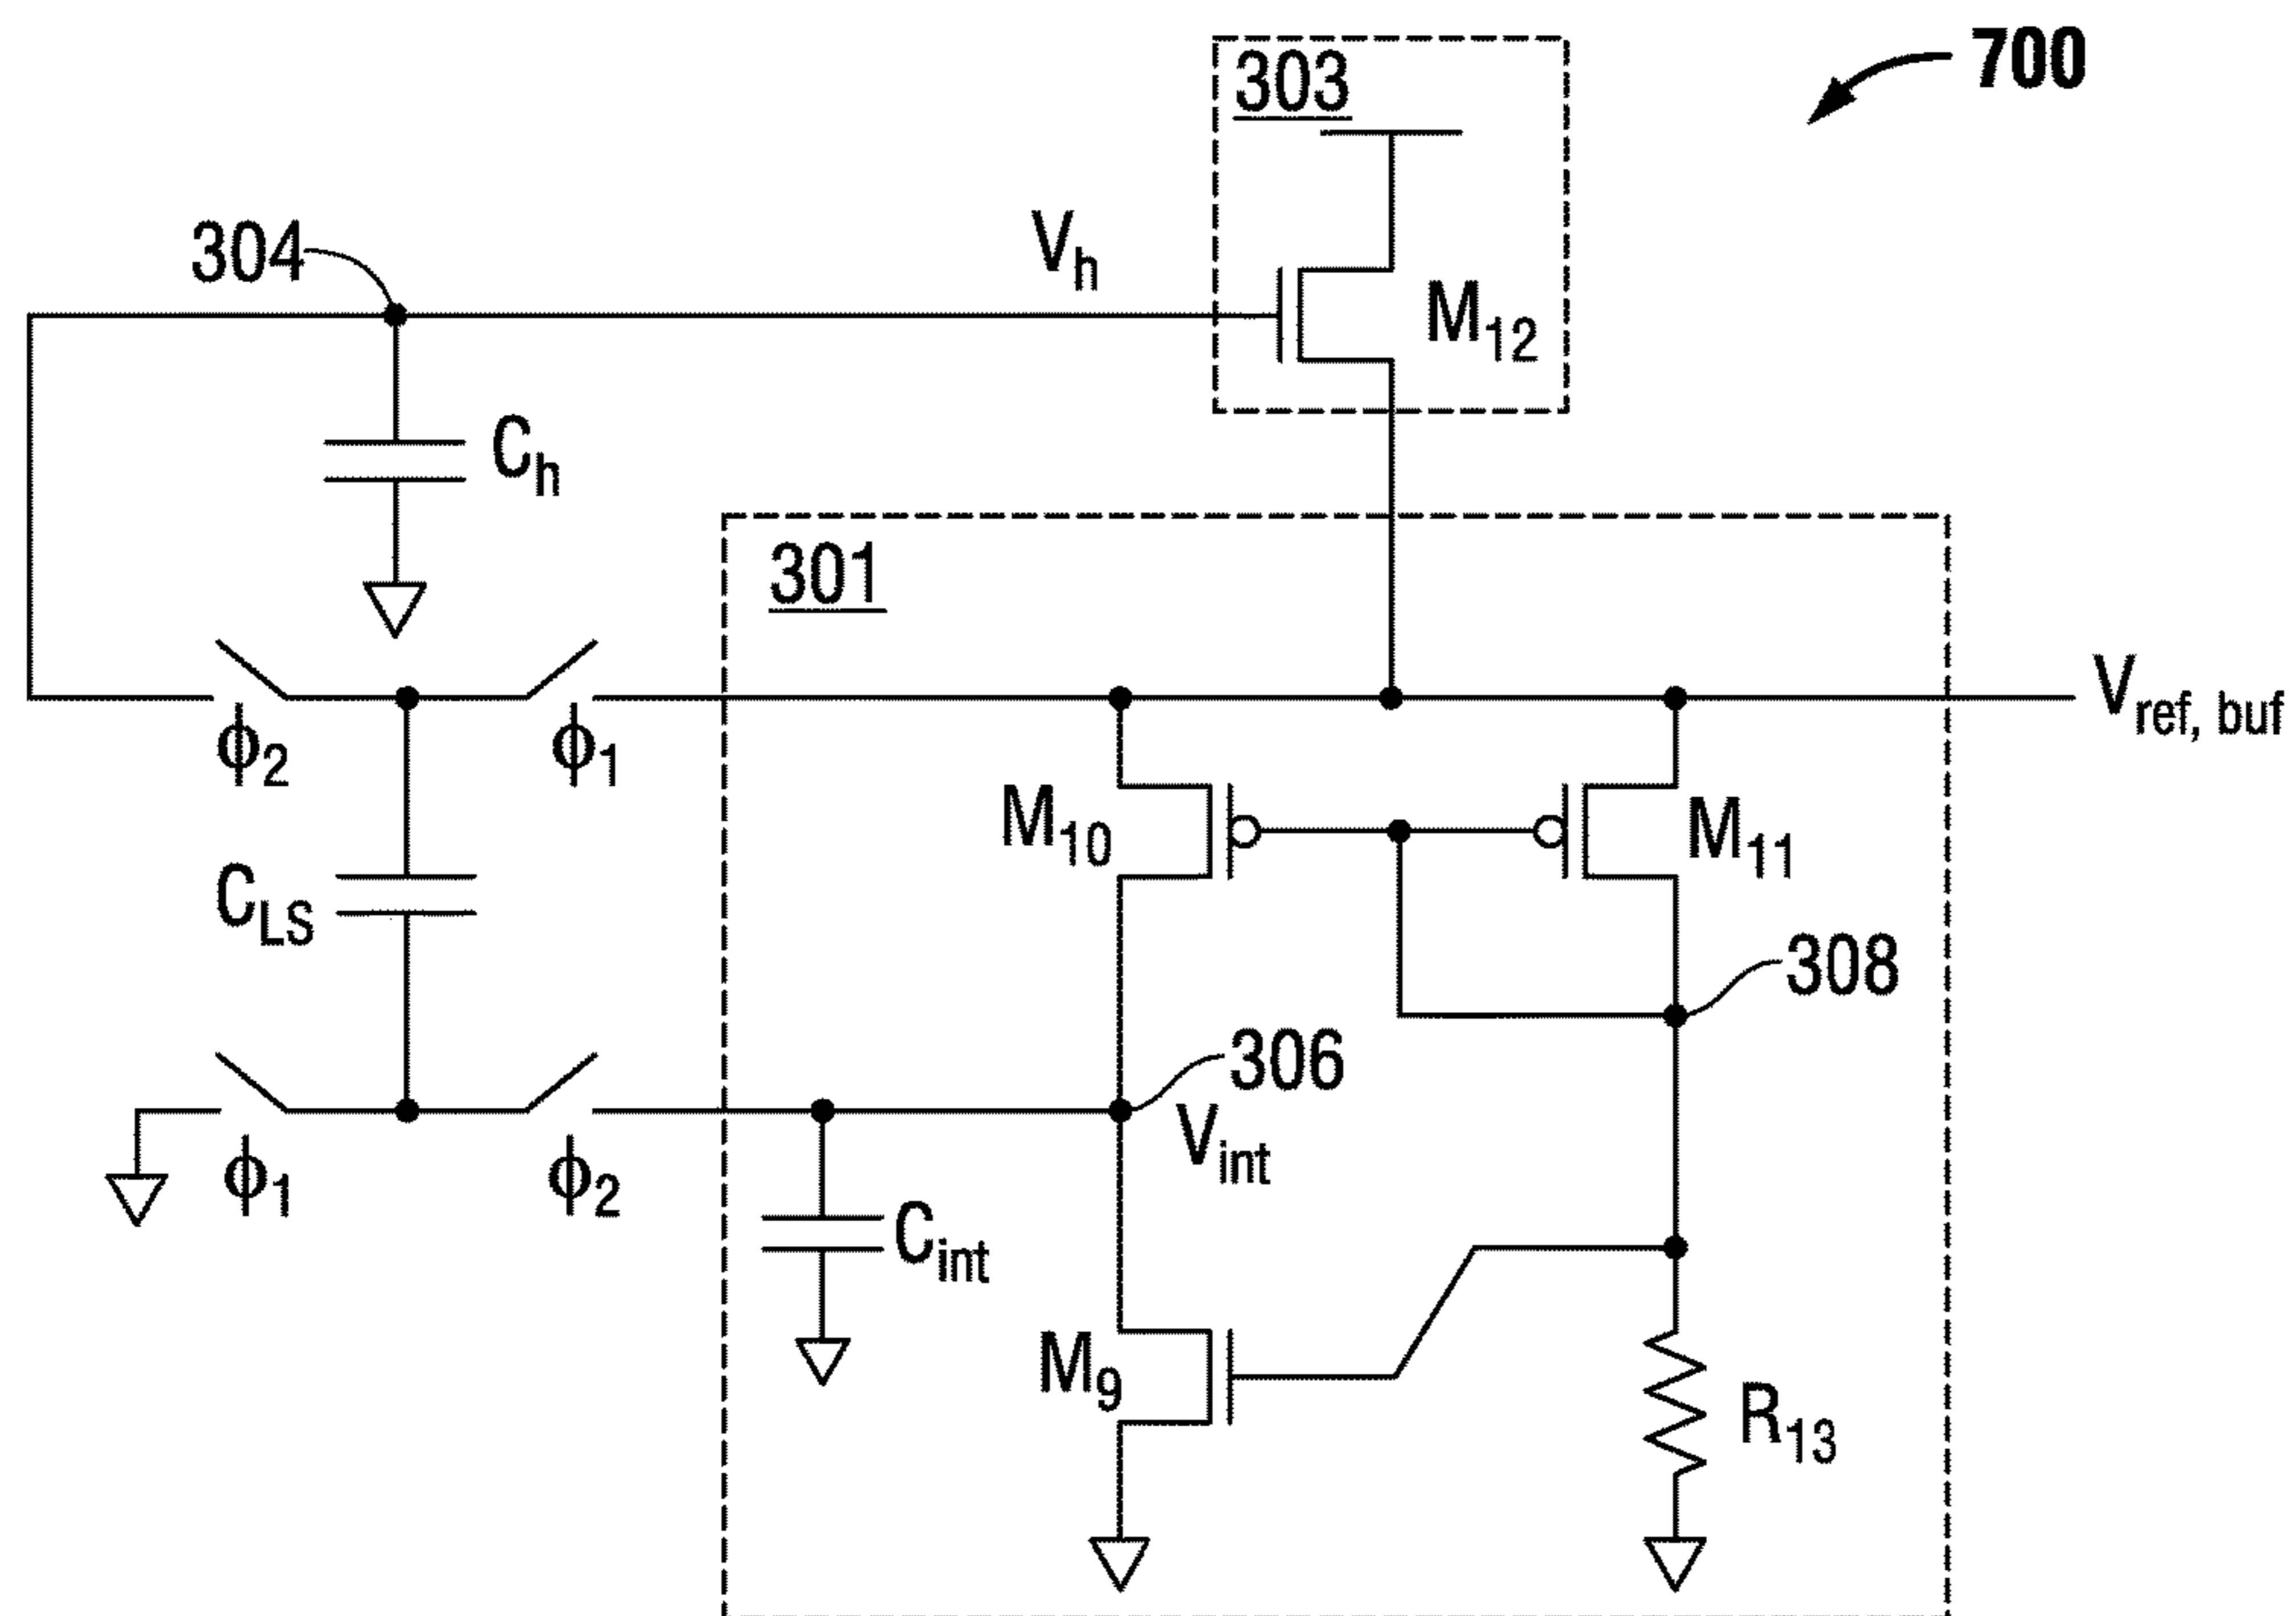 700
303
304
V_h
M_12
C_h
301
V_ref, buf
ϕ_2
ϕ_1
M_10
M_11
C_LS
308
306
V_int
ϕ_1
ϕ_2
C_int
M_9
R_13